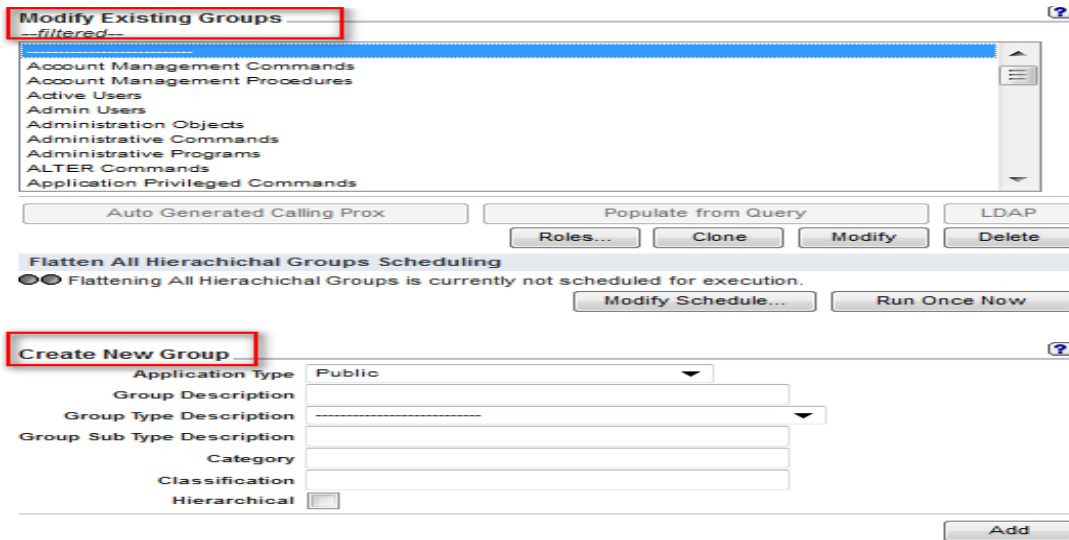 Modify Existing Groups
--filtered--
---------------------------
Account Management Commands
Account Management Procedures
Active Users
Admin Users
Administration Objects
Administrative Commands
Administrative Programs
ALTER Commands
Application Privileged Commands
Auto Generated Calling Prox Populate from Query LDAP
Roles... Clone Modify Delete
Flatten All Hierachichal Groups Scheduling
Flattening All Hierachichal Groups is currently not scheduled for execution.
Modify Schedule... Run Once Now
Create New Group
Application Type Public
Group Description
Group Type Description ---------------------------
Group Sub Type Description
Category
Classification
Hierarchical
Add